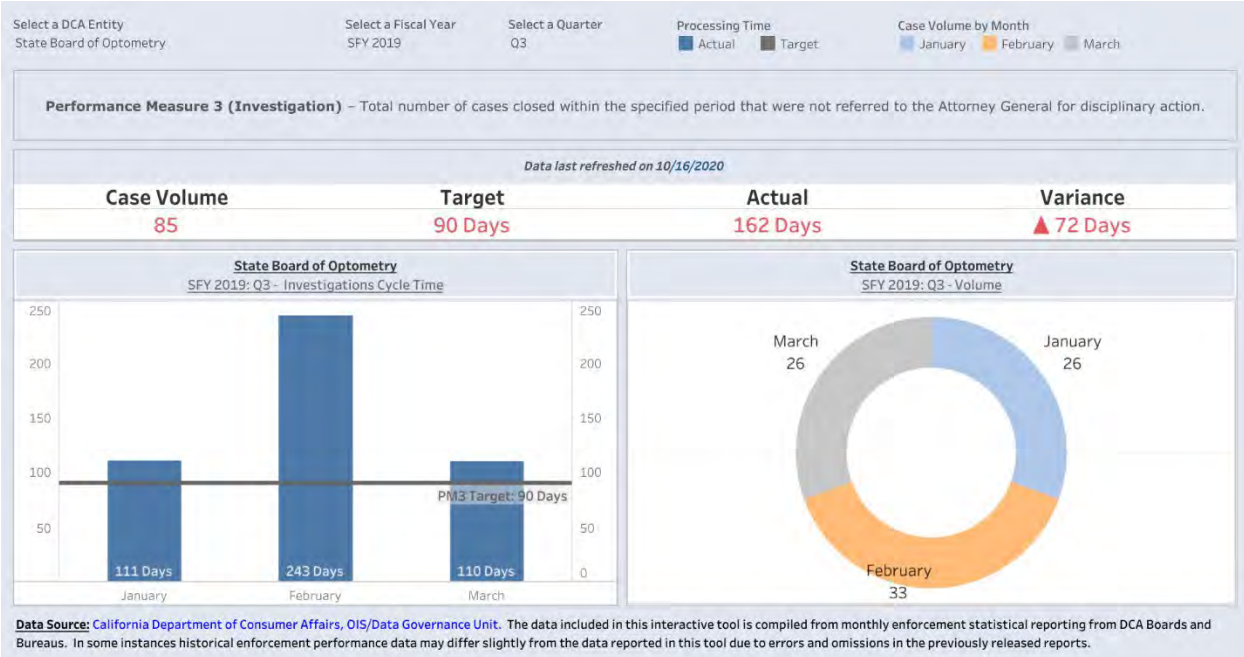 Select a DCA Entity
State Board of Optometry
Select a Fiscal Year
SFY 2019
Select a Quarter
Q3
Processing Time
Actual Target
Case Volume by Month
January February March
Performance Measure 3 (Investigation) – Total number of cases closed within the specified period that were not referred to the Attorney General for disciplinary action.
Data last refreshed on 10/16/2020
Case Volume Target Actual Variance
85 90 Days 162 Days ▲ 72 Days
State Board of Optometry
SFY 2019: Q3 - Investigations Cycle Time
250 250
200 200
150 150
100 100
PM3 Target: 90 Days
50 50
111 Days 243 Days 110 Days 0
January February March
State Board of Optometry
SFY 2019: Q3 - Volume
March January
26 26
February
33
Data Source: California Department of Consumer Affairs, OIS/Data Governance Unit. The data included in this interactive tool is compiled from monthly enforcement statistical reporting from DCA Boards and
Bureaus. In some instances historical enforcement performance data may differ slightly from the data reported in this tool due to errors and omissions in the previously released reports.